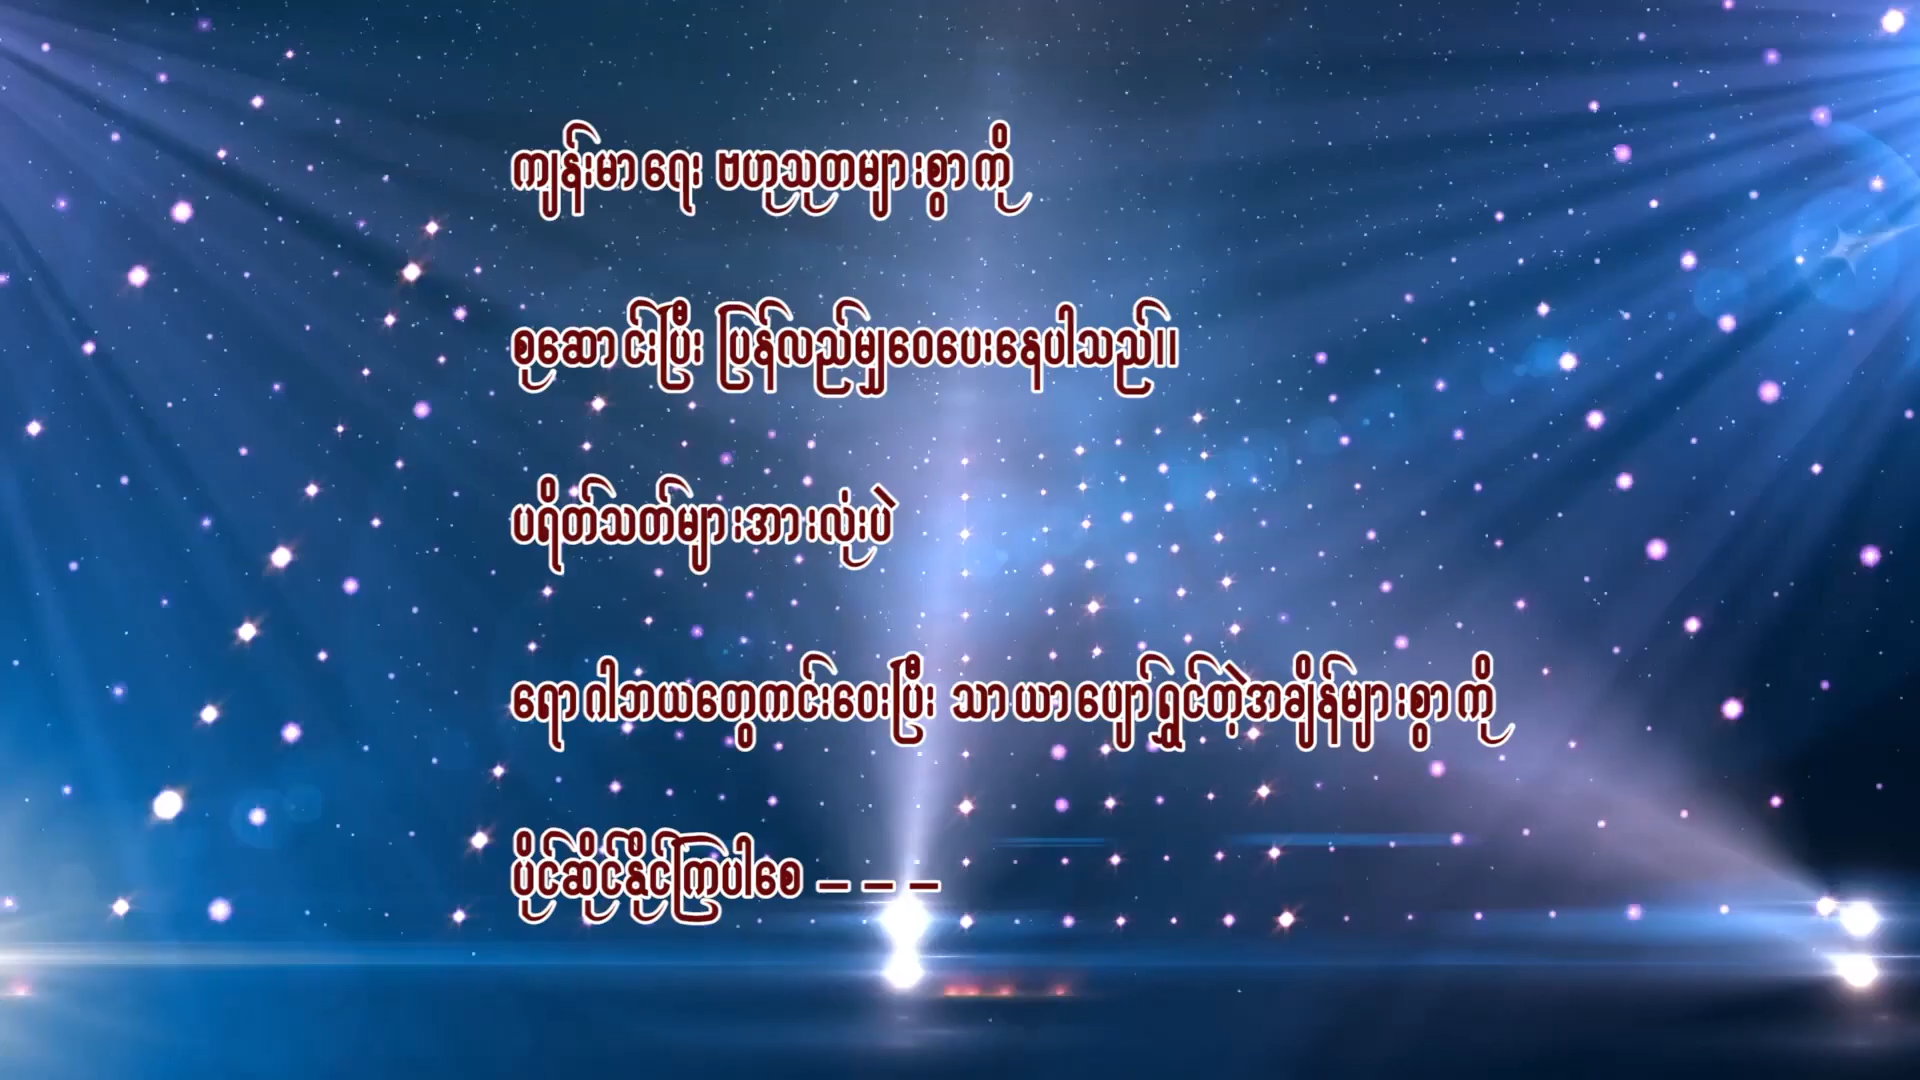 ကျန်းမာရေး ဗဟုသုတများစွာကို
စုဆောင်းပြီး ပြန်လည်မျှဝေပေးနေပါသည်။
ပရိတ်သတ်များအားလုံးပဲ
ရောဂါဘယတွေကင်းဝေးပြီး သာယာပျော်ရွှင်တဲ့အချိန်များစွာကို
ပိုင်ဆိုင်နိုင်ကြပါစေ – – –